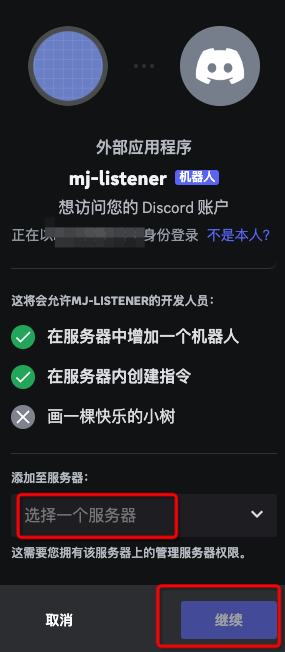 外部应用程序
mj-listener 机器人
想访问您的 Discord 账户
正在以 身份登录 不是本人?
这将会允许MJ-LISTENER的开发人员：
在服务器中增加一个机器人
在服务器内创建指令
画一棵快乐的小树
添加至服务器：
选择一个服务器
这需要您拥有该服务器上的管理服务器权限。
取消 继续